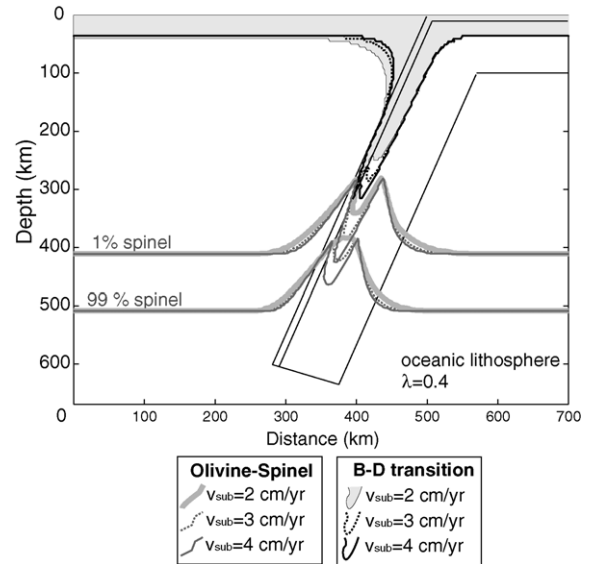 0
100
200
300
400
500
600
Depth (km)
1% spinel
99 % spinel
oceanic lithosphere
λ=0.4
0 100 200 300 400 500 600 700
Distance (km)
Olivine-Spinel
vsub=2 cm/yr
vsub=3 cm/yr
vsub=4 cm/yr
B-D transition
vsub=2 cm/yr
vsub=3 cm/yr
vsub=4 cm/yr